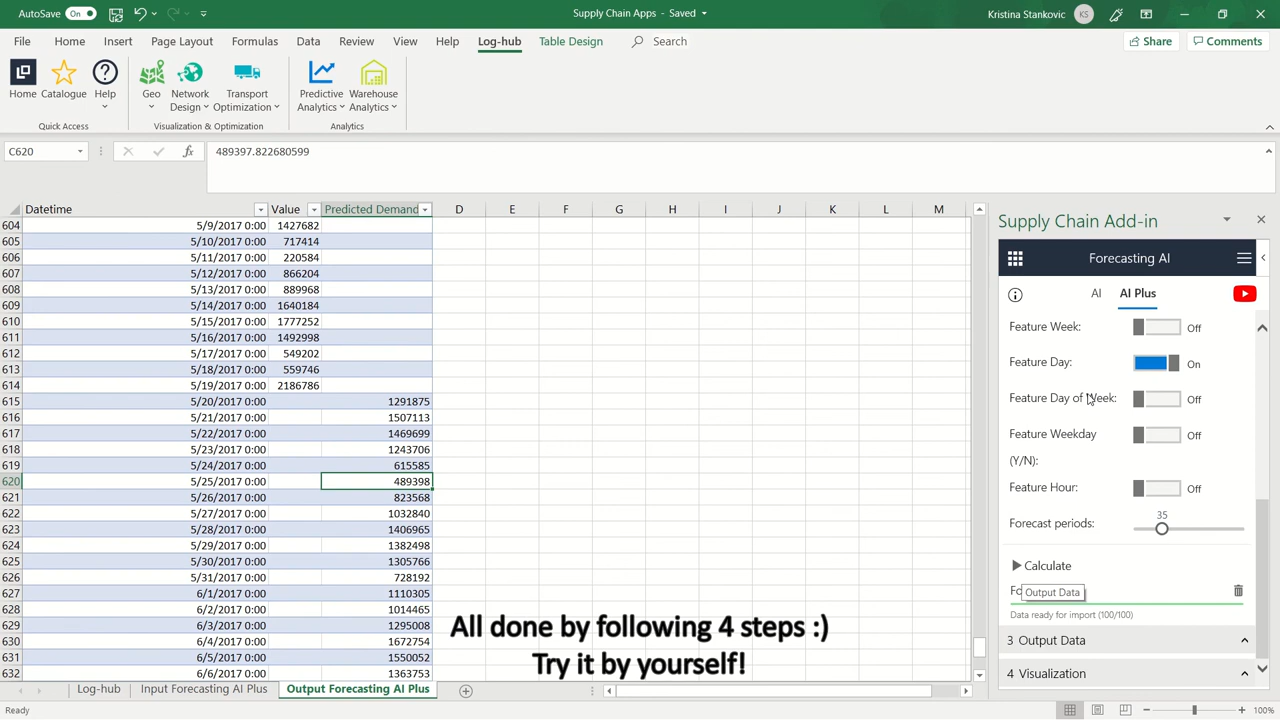 AutoSave On Supply Chain Apps - Saved Kristina Stankovic KS
File Home Insert Page Layout Formulas Data Review View Help Log-hub Table Design Search Share Comments
Home Catalogue Help Geo Network Design Transport Optimization Predictive Analytics Warehouse Analytics
Quick Access Visualization & Optimization Analytics
C620 fx 489397.822680599
Datetime Value Predicted Demand D E F G H I J K L M
604 5/9/2017 0:00 1427682
605 5/10/2017 0:00 717414
606 5/11/2017 0:00 220584
607 5/12/2017 0:00 866204
608 5/13/2017 0:00 889968
609 5/14/2017 0:00 1640184
610 5/15/2017 0:00 1777252
611 5/16/2017 0:00 1492998
612 5/17/2017 0:00 549202
613 5/18/2017 0:00 559746
614 5/19/2017 0:00 2186786
615 5/20/2017 0:00 1291875
616 5/21/2017 0:00 1507113
617 5/22/2017 0:00 1469699
618 5/23/2017 0:00 1243706
619 5/24/2017 0:00 615585
620 5/25/2017 0:00 489398
621 5/26/2017 0:00 823568
622 5/27/2017 0:00 1032840
623 5/28/2017 0:00 1406965
624 5/29/2017 0:00 1382498
625 5/30/2017 0:00 1305766
626 5/31/2017 0:00 728192
627 6/1/2017 0:00 1110305
628 6/2/2017 0:00 1014465
629 6/3/2017 0:00 1295008
630 6/4/2017 0:00 1672754
631 6/5/2017 0:00 1550052
632 6/6/2017 0:00 1363753
All done by following 4 steps :)
Try it by yourself!
Supply Chain Add-in
Forecasting AI
AI AI Plus
Feature Week: Off
Feature Day: On
Feature Day of Week: Off
Feature Weekday
(Y/N): Off
Feature Hour: Off
35
Forecast periods:
Calculate
Fo
Output Data
Data ready for import (100/100)
3 Output Data
4 Visualization
Log-hub Input Forecasting AI Plus Output Forecasting AI Plus
Ready 100%